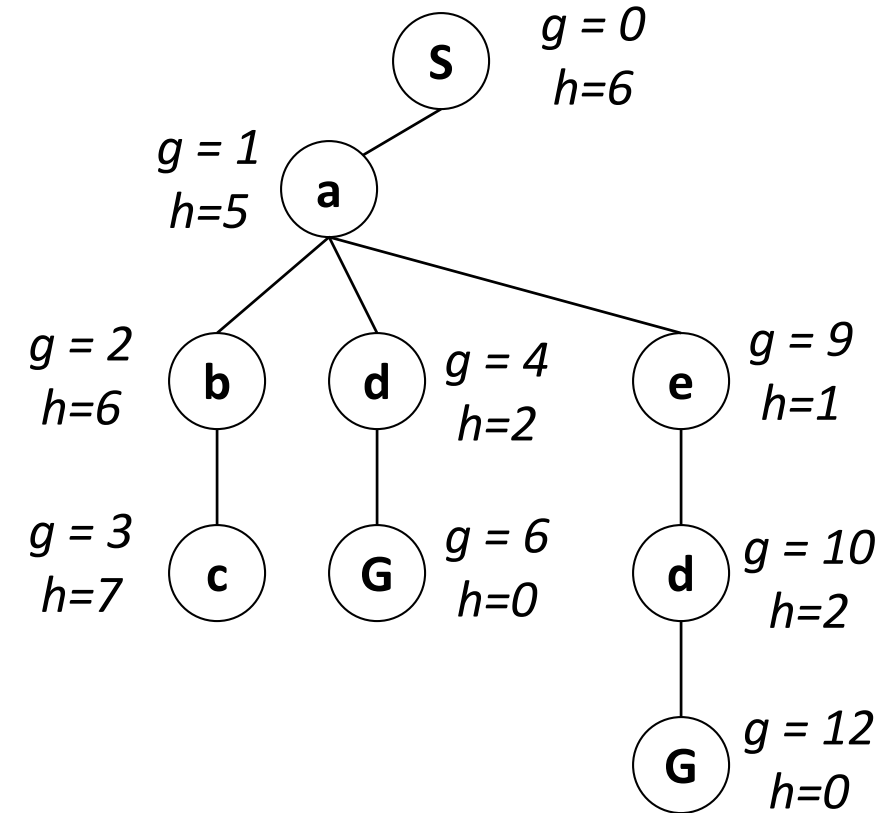 S
g = 0
h=6
g = 1
h=5
a
g = 2
h=6
b
d
g = 4
h=2
e
g = 9
h=1
g = 3
h=7
c
G
g = 6
h=0
d
g = 10
h=2
G
g = 12
h=0